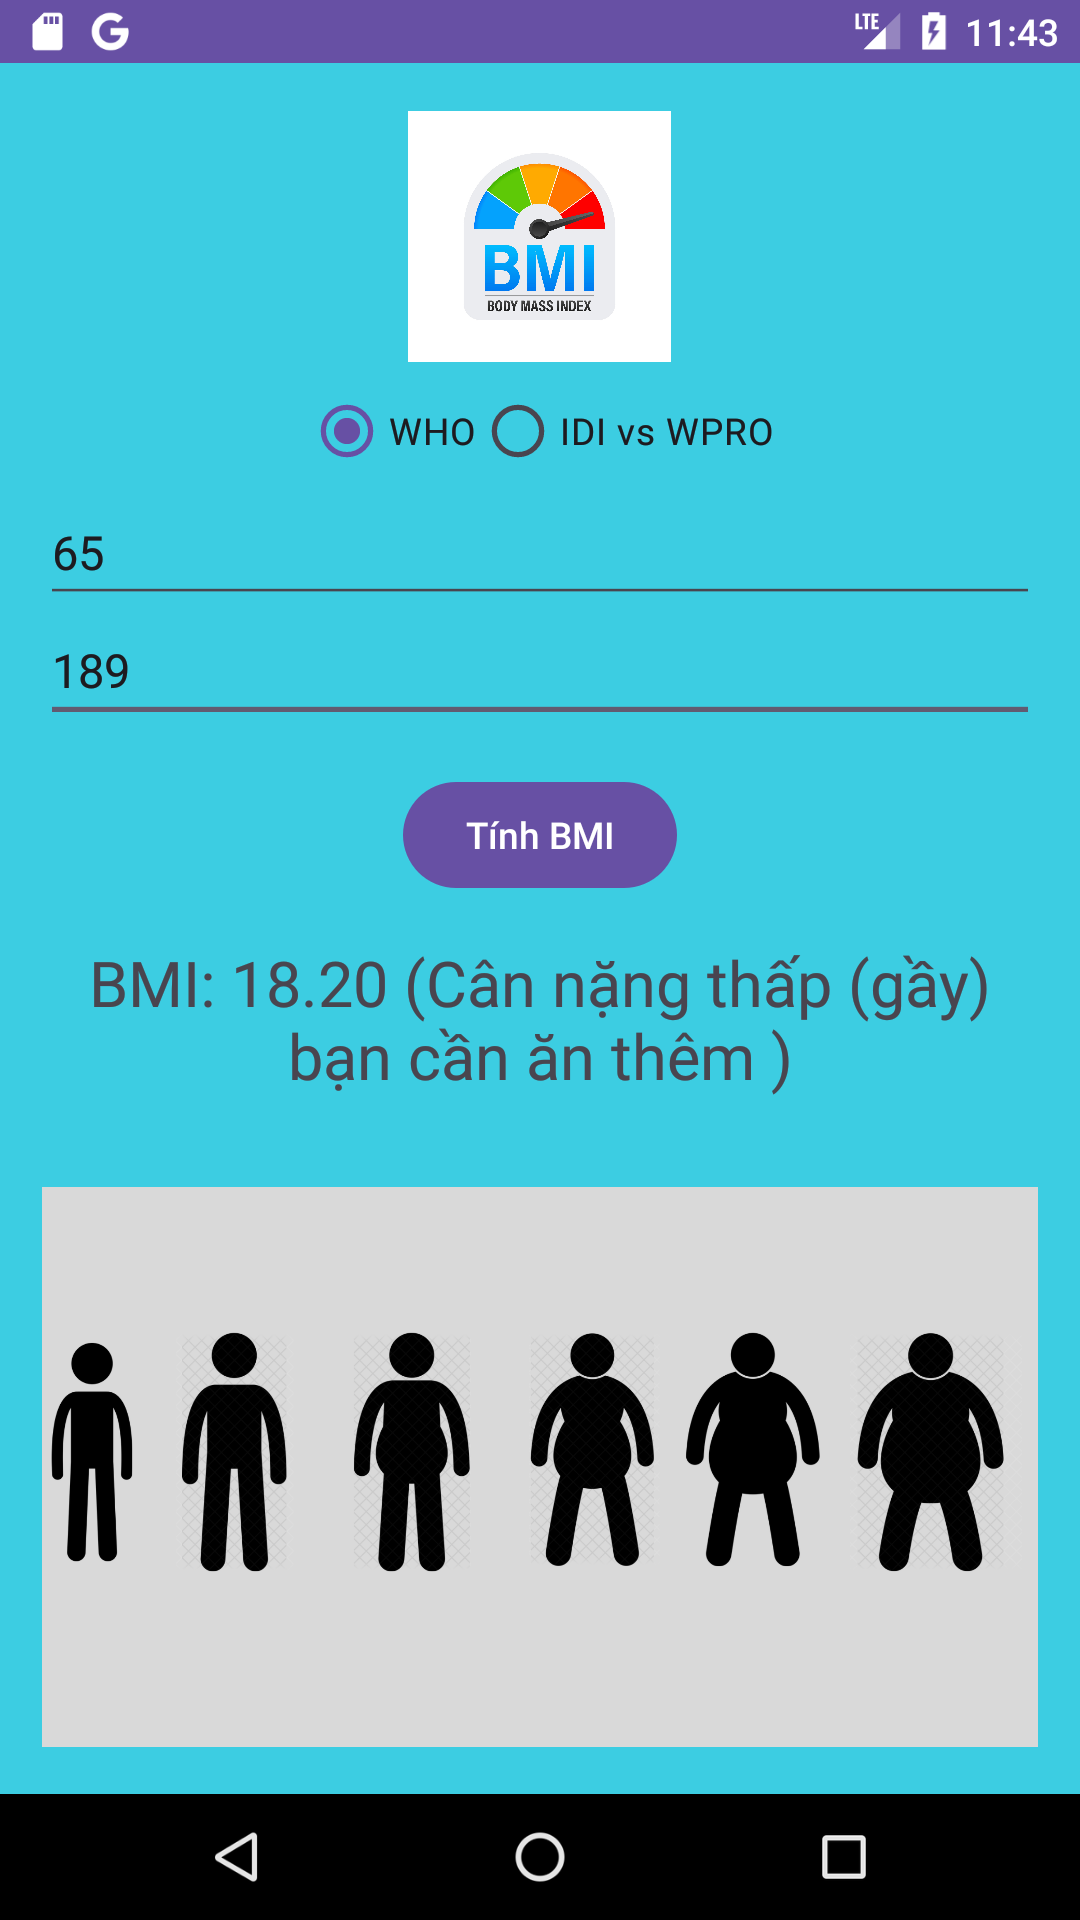 LTE 11:43
BMI
BODY MASS INDEX
WHO IDI vs WPRO
65
189
Tính BMI
BMI: 18.20 (Cân nặng thấp (gầy)
bạn cần ăn thêm )